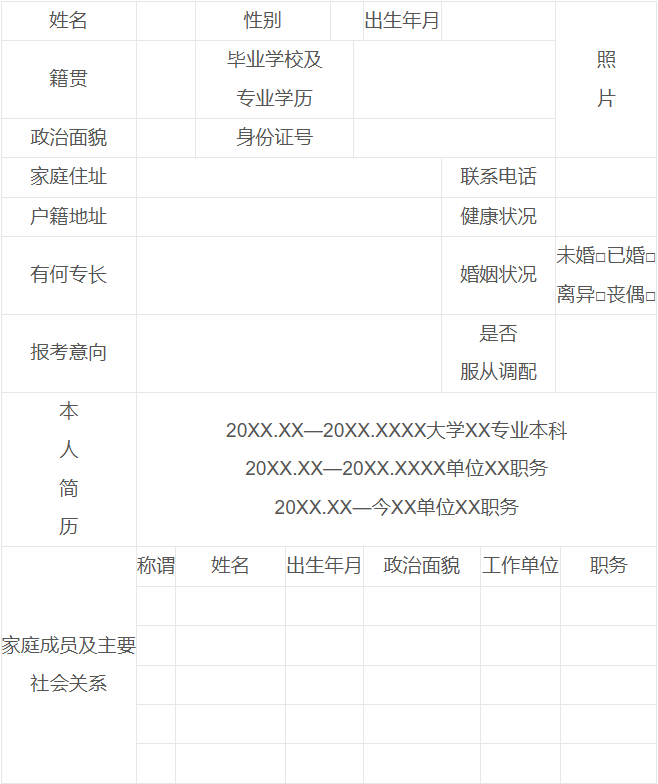 姓名 性别 出生年月
照
片
籍贯
毕业学校及
专业学历
政治面貌 身份证号
家庭住址 联系电话
户籍地址 健康状况
有何专长 婚姻状况
未婚□已婚□
离异□丧偶□
报考意向
是否
服从调配
本
人
简
历
20XX.XX—20XX.XXXX大学XX专业本科
20XX.XX—20XX.XXXX单位XX职务
20XX.XX—今XX单位XX职务
家庭成员及主要
社会关系
称谓 姓名 出生年月 政治面貌 工作单位 职务